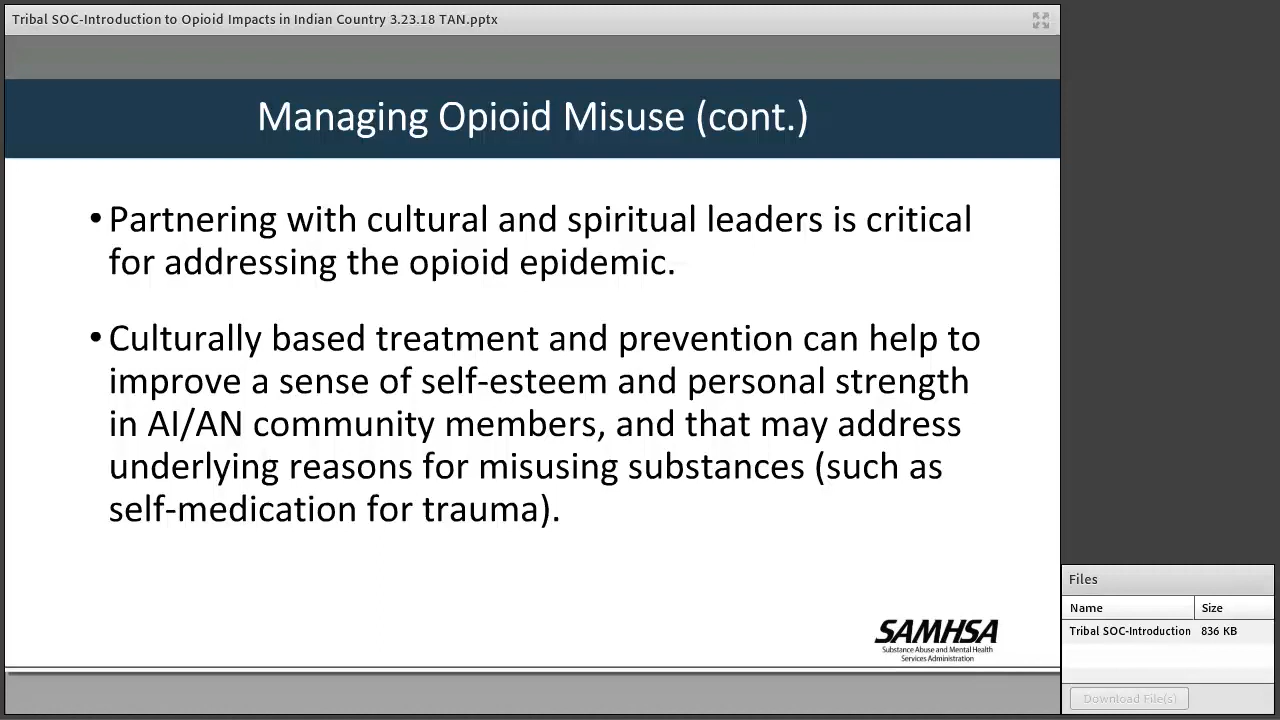 Tribal SOC-Introduction to Opioid Impacts in Indian Country 3.23.18 TAN.pptx
Managing Opioid Misuse (cont.)
• Partnering with cultural and spiritual leaders is critical
for addressing the opioid epidemic.
• Culturally based treatment and prevention can help to
improve a sense of self-esteem and personal strength
in AI/AN community members, and that may address
underlying reasons for misusing substances (such as
self-medication for trauma).
SAMHSA
Substance Abuse and Mental Health
Services Administration
Files
Name Size
Tribal SOC-Introduction 836 KB
Download File(s)